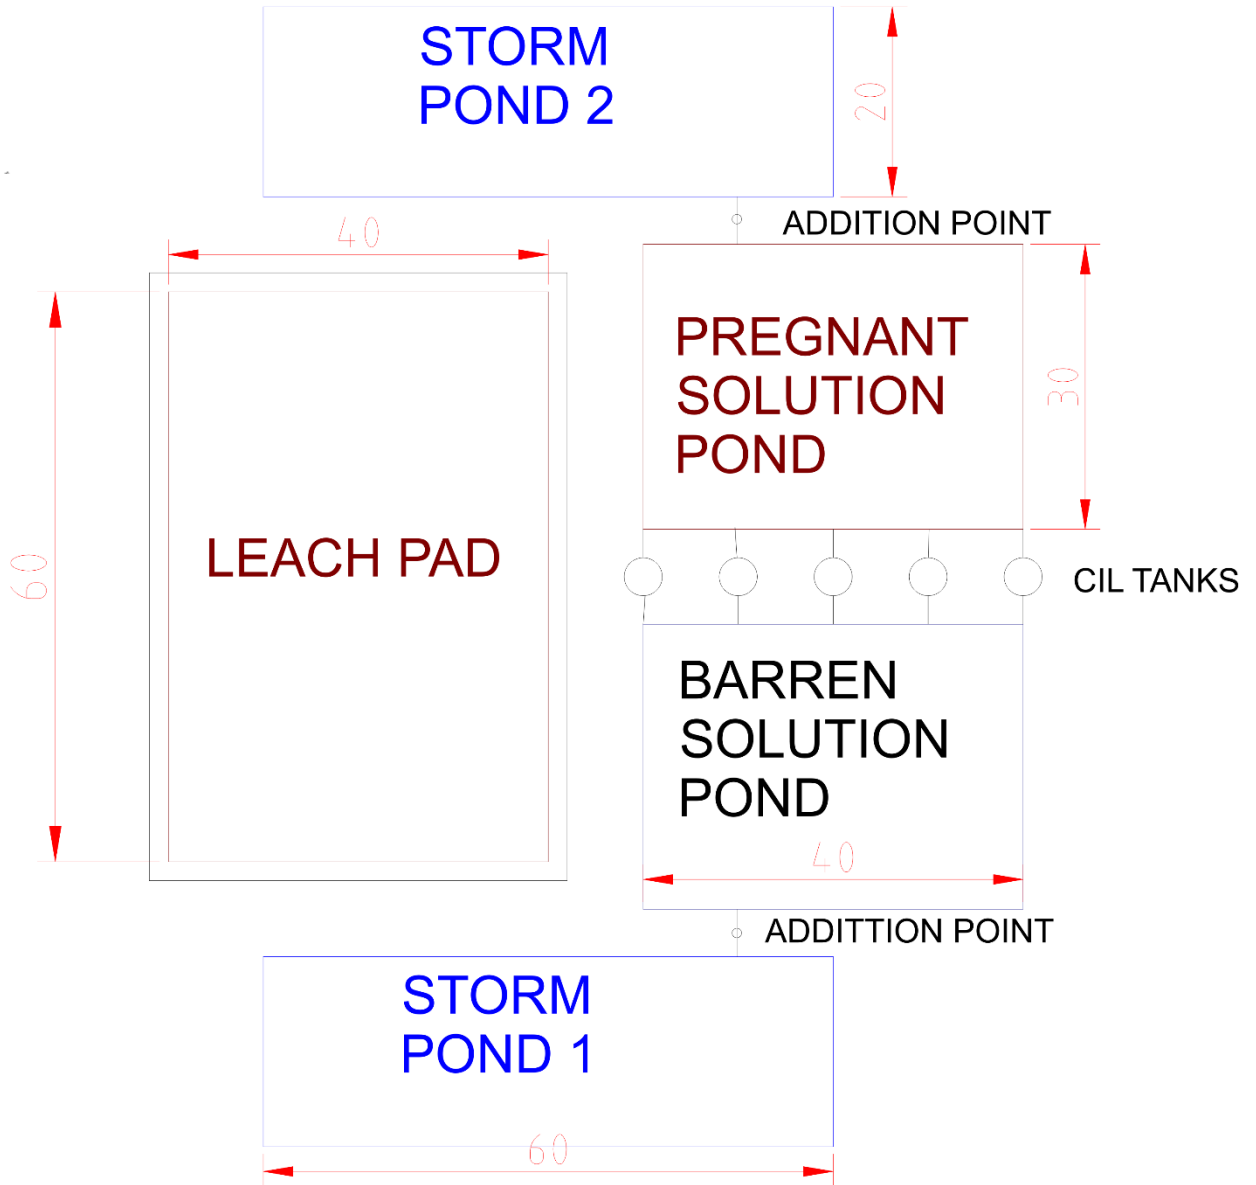 STORM
POND 2
20
ADDITION POINT
40
PREGNANT
SOLUTION
POND
30
60
LEACH PAD
CIL TANKS
BARREN
SOLUTION
POND
40
ADDITTION POINT
STORM
POND 1
60